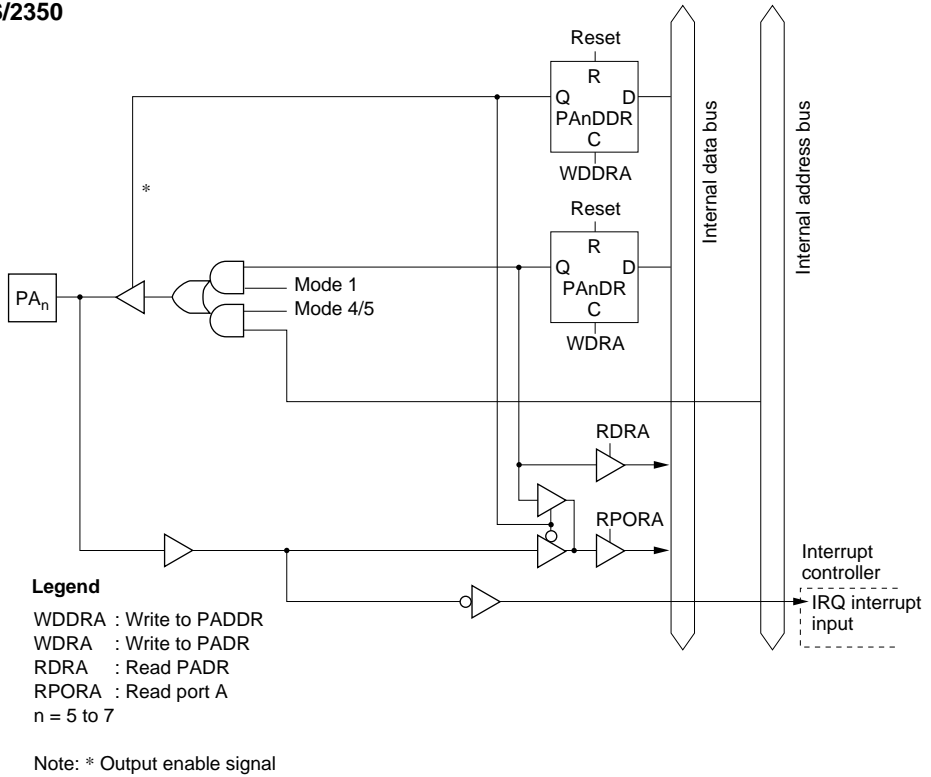 6/2350
Reset
R
Q D
PAnDDR
C
WDDRA
Reset
R
Q D
PAnDR
C
WDRA
Internal data bus
Internal address bus
*
PAn
Mode 1
Mode 4/5
RDRA
RPORA
Interrupt
controller
IRQ interrupt
input
Legend
WDDRA : Write to PADDR
WDRA : Write to PADR
RDRA : Read PADR
RPORA : Read port A
n = 5 to 7
Note: * Output enable signal